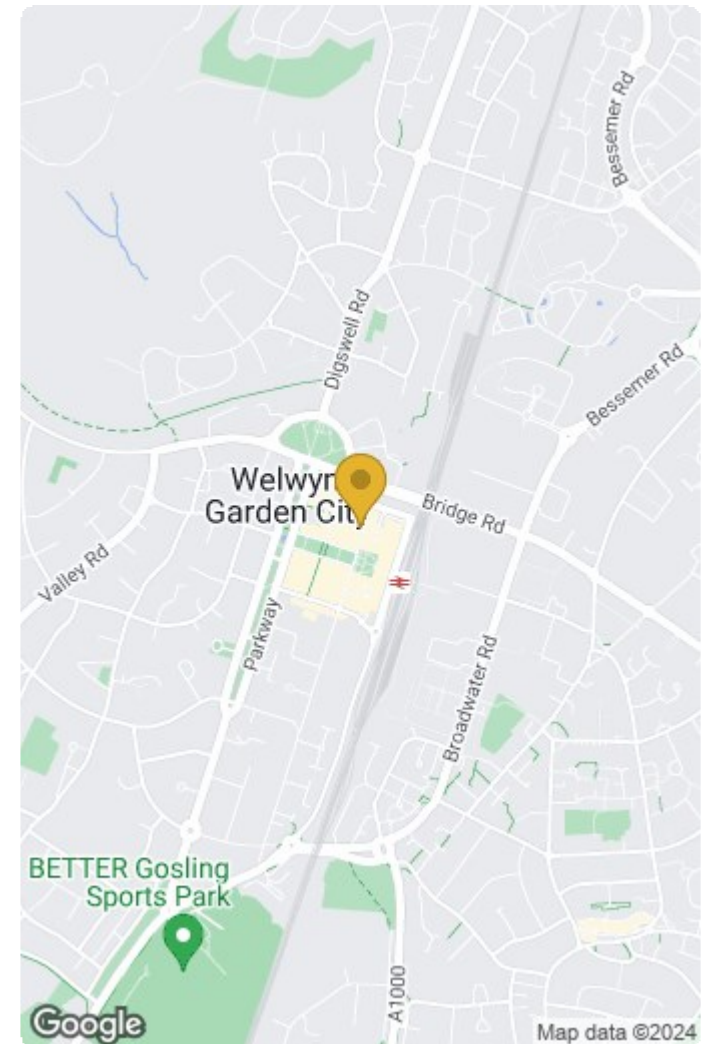 Bessemer Rd
Digswell Rd
Bessemer Rd
Welwyn
Garden City
Bridge Rd
Valley Rd
Parkway
Broadwater Rd
BETTER Gosling
Sports Park
A1000
Google
Map data ©2024